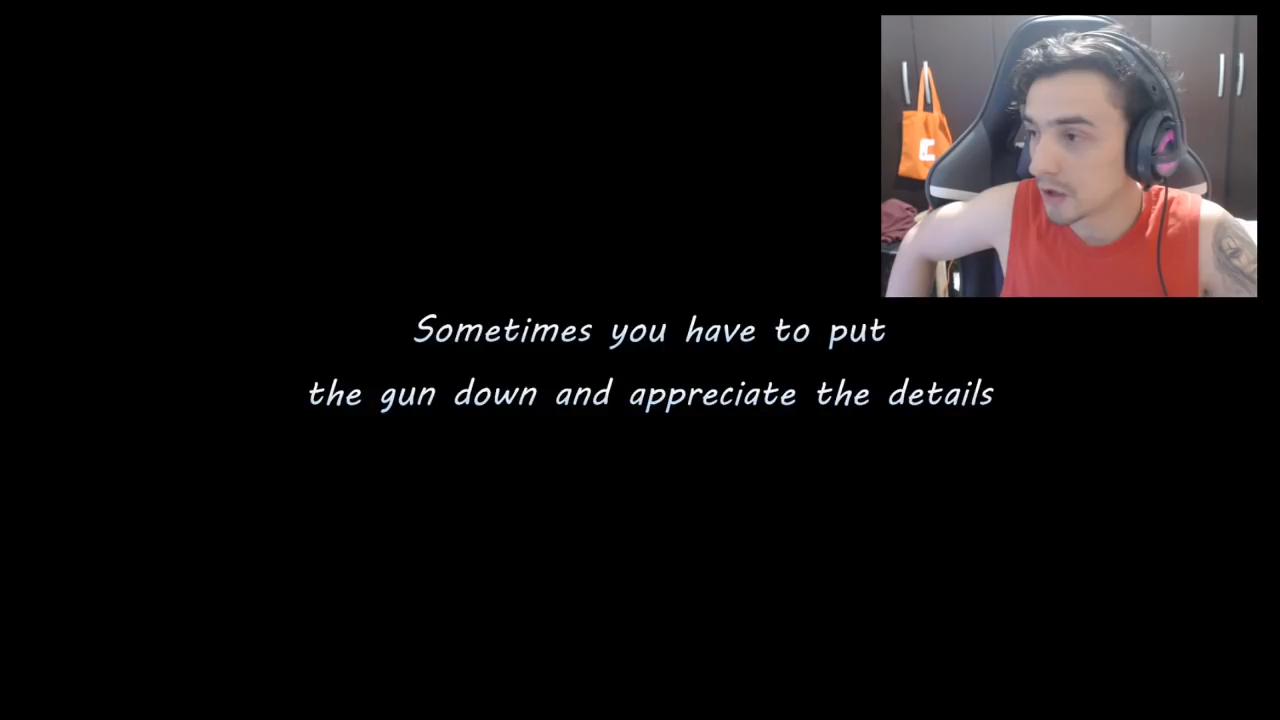 Sometimes you have to put
the gun down and appreciate the details